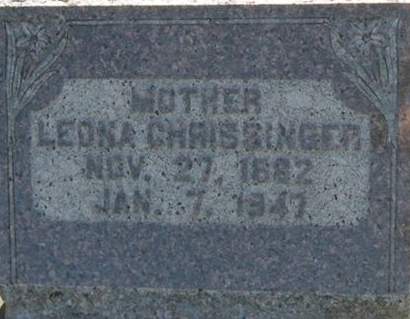 MOTHER
LEONA CHRISSINGER
NOV. 27, 1882
JAN. 7, 1947